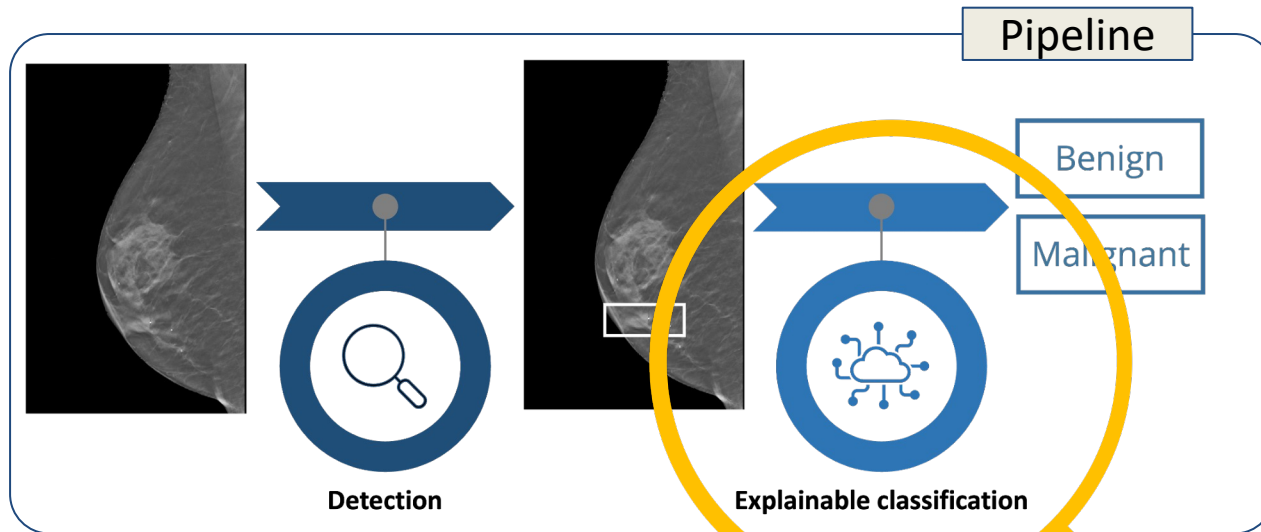 Pipeline
Benign
Malignant
Detection
Explainable classification